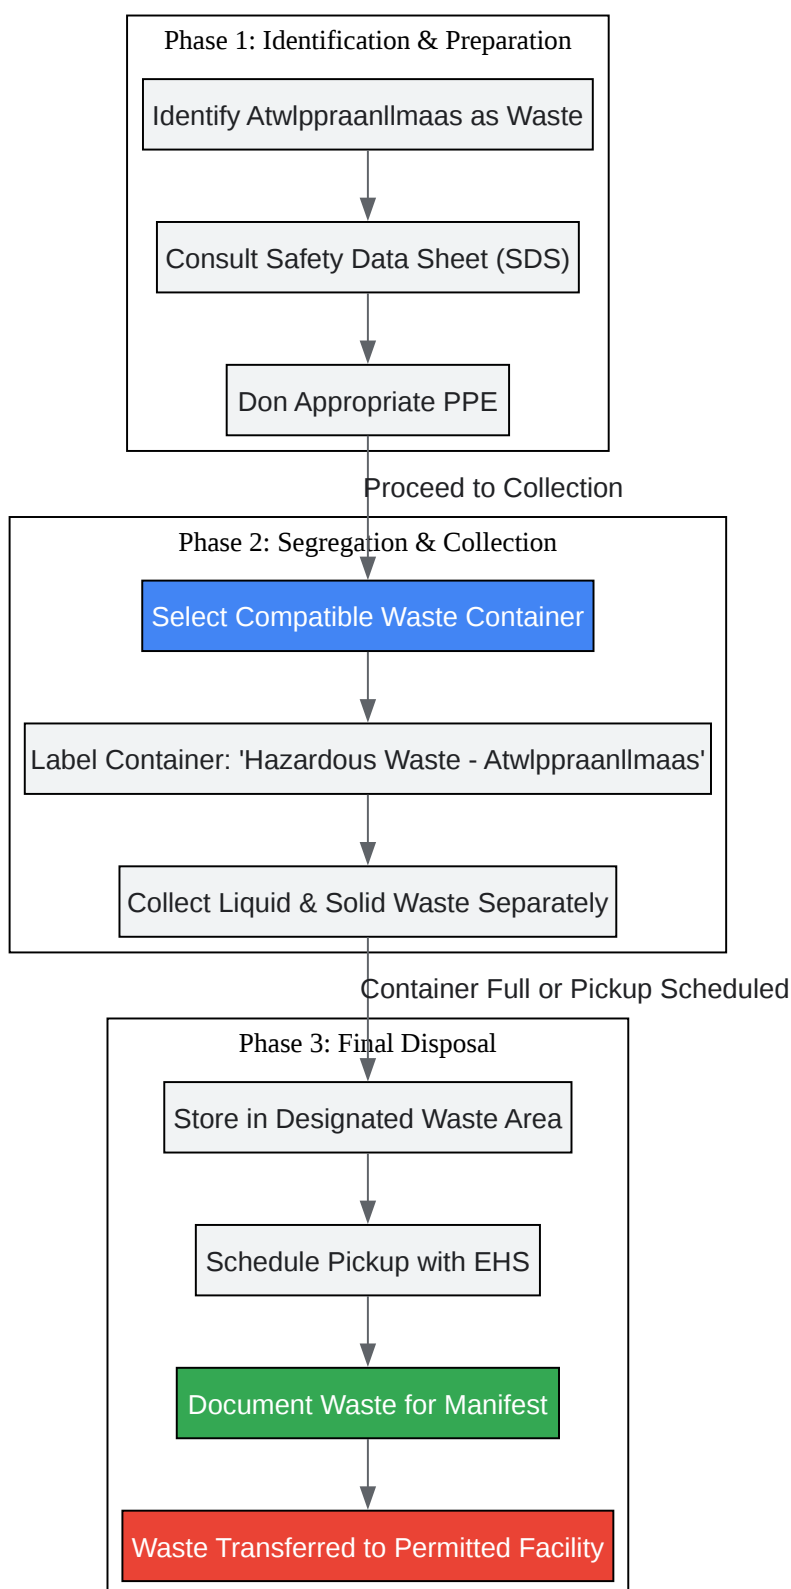 Phase 1: Identification & Preparation
Identify Atwlppraanllmaas as Waste
Consult Safety Data Sheet (SDS)
Don Appropriate PPE
Proceed to Collection
Phase 2: Segregation & Collection
Select Compatible Waste Container
Label Container: 'Hazardous Waste - Atwlppraanllmaas'
Collect Liquid & Solid Waste Separately
Container Full or Pickup Scheduled
Phase 3: Final Disposal
Store in Designated Waste Area
Schedule Pickup with EHS
Document Waste for Manifest
Waste Transferred to Permitted Facility